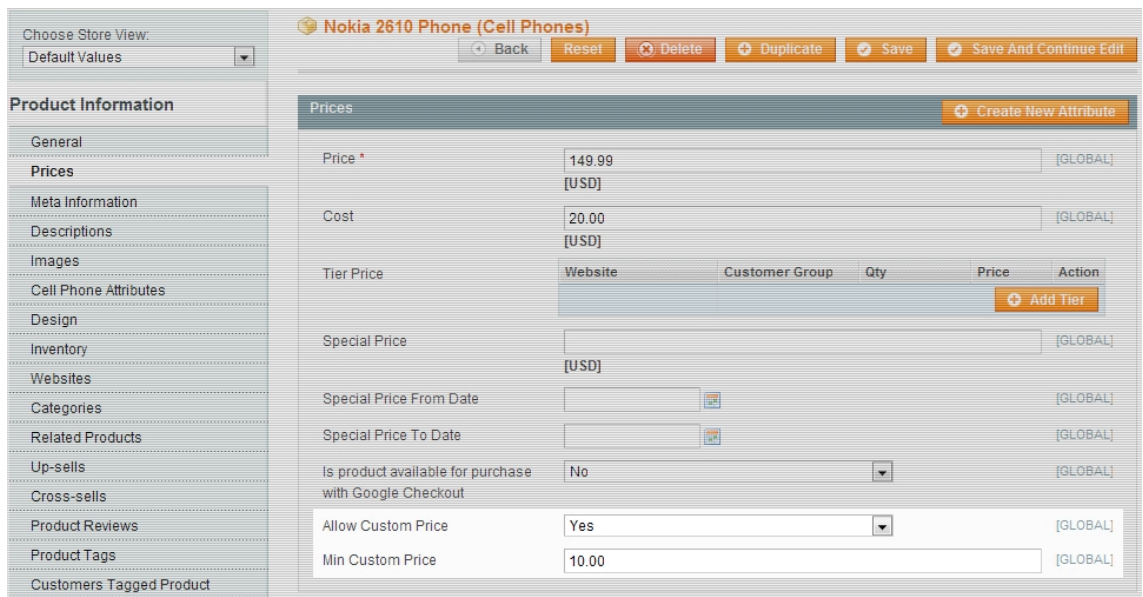 Choose Store View:
Default Values
Product Information
General
Prices
Meta Information
Descriptions
Images
Cell Phone Attributes
Design
Inventory
Websites
Categories
Related Products
Up-sells
Cross-sells
Product Reviews
Product Tags
Customers Tagged Product
Nokia 2610 Phone (Cell Phones)
Back Reset Delete Duplicate Save Save And Continue Edit
Prices Create New Attribute
Price * 149.99 [GLOBAL]
[USD]
Cost 20.00 [GLOBAL]
[USD]
Tier Price Website Customer Group Qty Price Action
Add Tier
Special Price [GLOBAL]
[USD]
Special Price From Date [GLOBAL]
Special Price To Date [GLOBAL]
Is product available for purchase No [GLOBAL]
with Google Checkout
Allow Custom Price Yes [GLOBAL]
Min Custom Price 10.00 [GLOBAL]